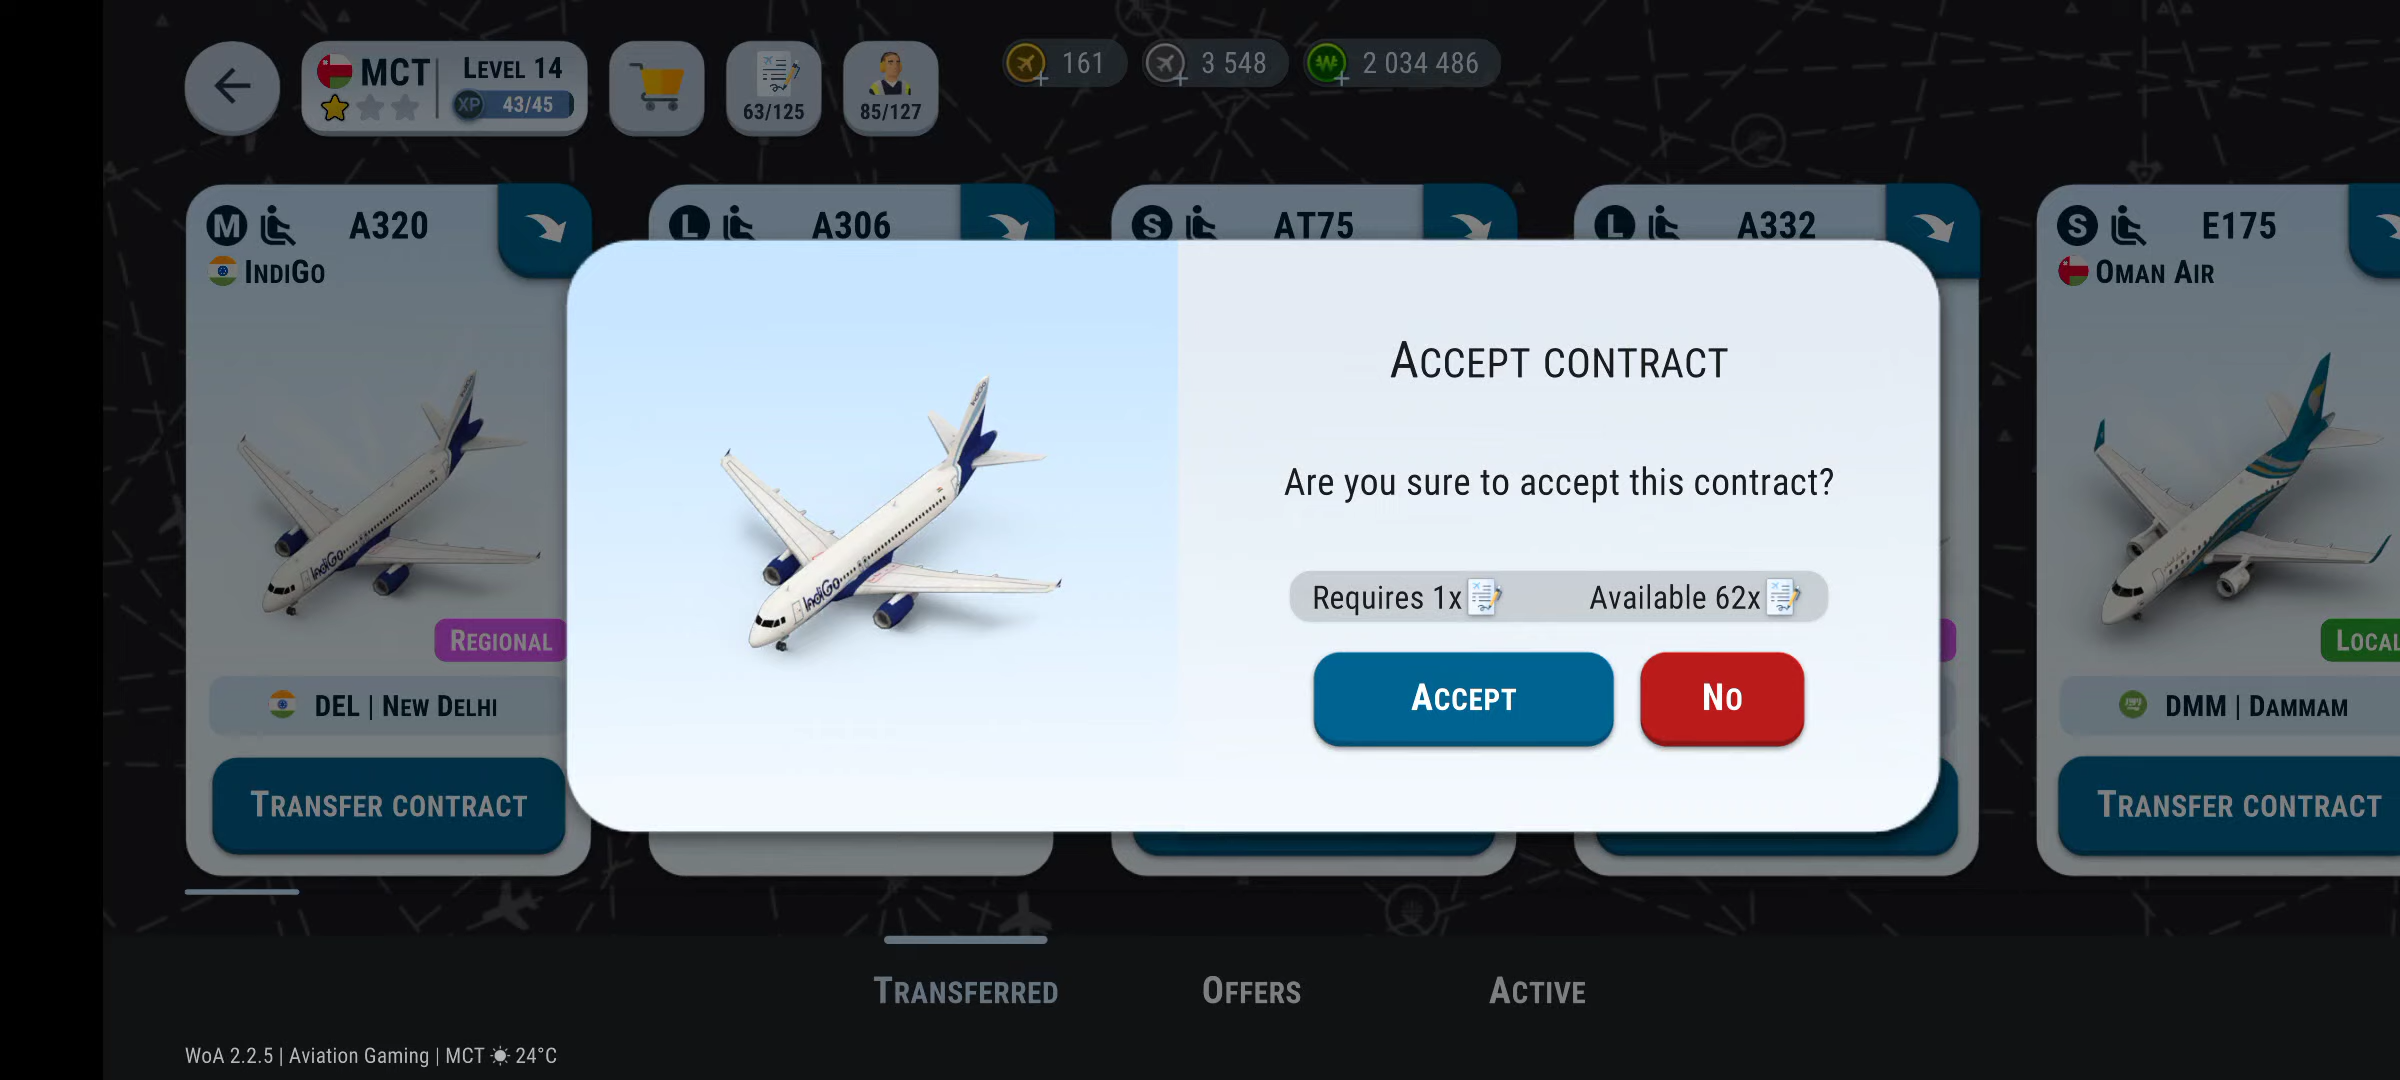 MCT
LEVEL 14
XP 43/45
63/125
85/127
161
3 548
2 034 486
M A320
INDIGO
L A306
S AT75
L A332
S E175
OMAN AIR
IndiGo
REGIONAL
DEL | NEW DELHI
TRANSFER CONTRACT
IndiGo
ACCEPT CONTRACT
Are you sure to accept this contract?
Requires 1x
Available 62x
ACCEPT
NO
LOCAL
DMM | DAMMAM
TRANSFER CONTRACT
TRANSFERRED
OFFERS
ACTIVE
WoA 2.2.5 | Aviation Gaming | MCT 24°C